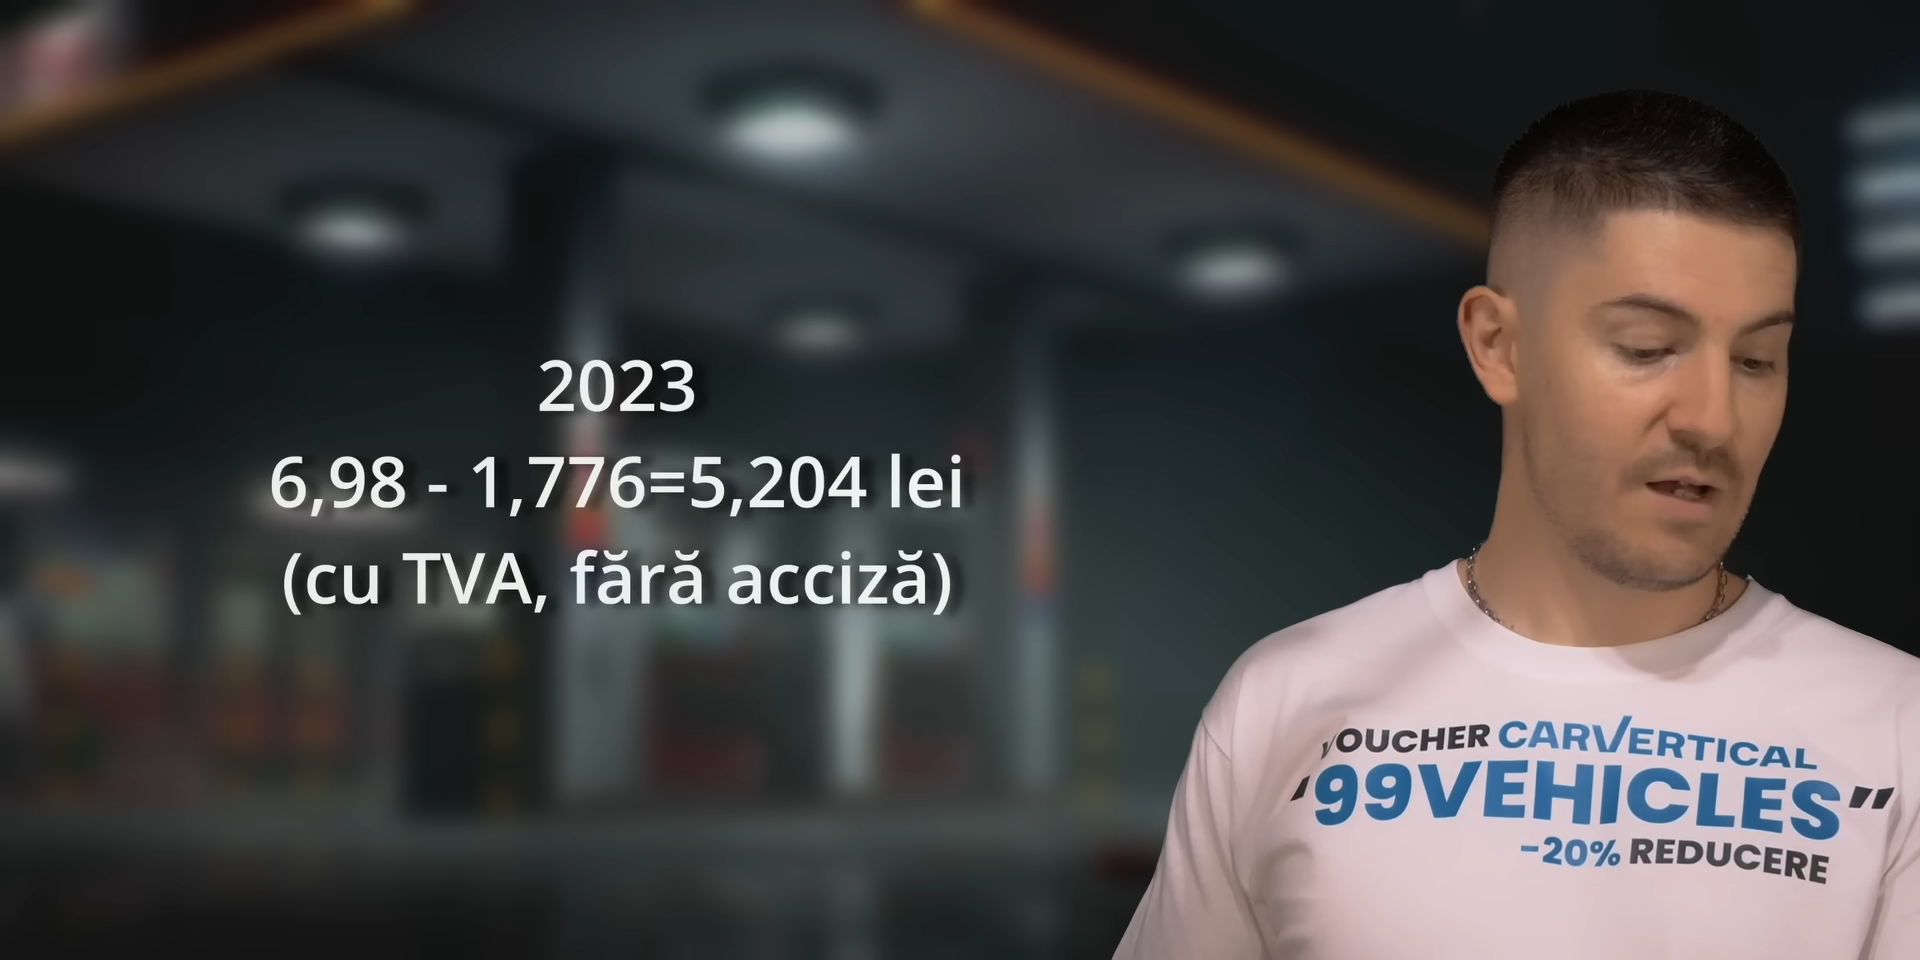 2023
6,98 - 1,776=5,204 lei
(cu TVA, fără acciză)
VOUCHER CARVERTICAL
"99VEHICLES"
-20% REDUCERE